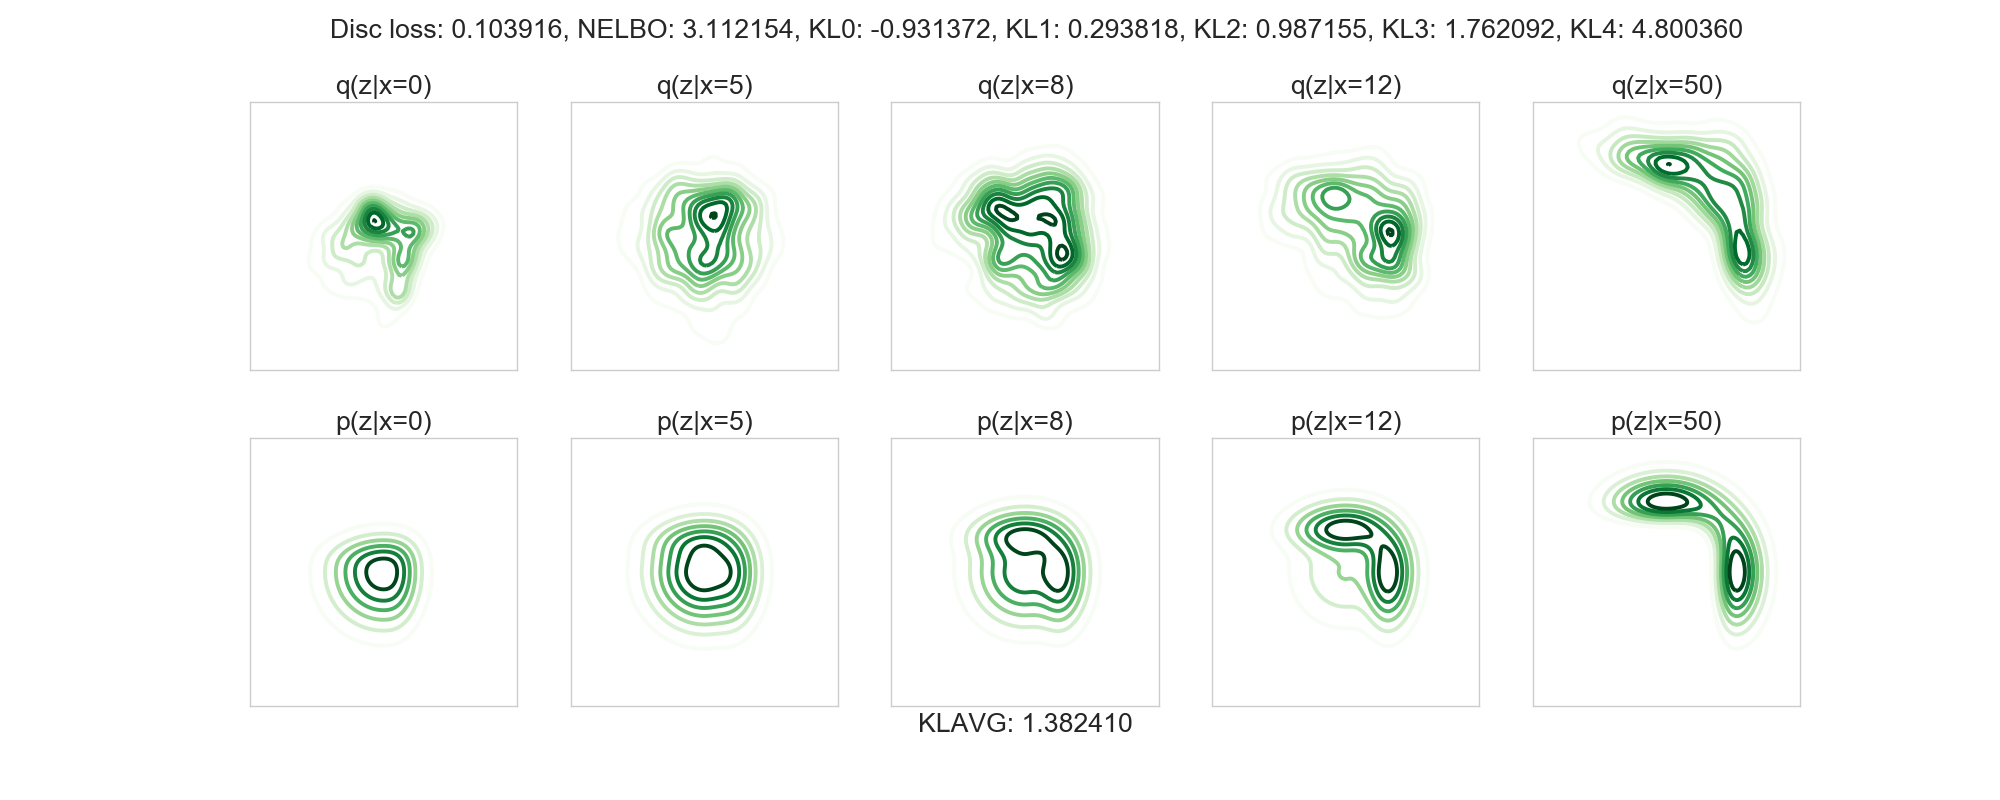 Disc loss: 0.103916, NELBO: 3.112154, KL0: -0.931372, KL1: 0.293818, KL2: 0.987155, KL3: 1.762092, KL4: 4.800360
q(z|x=0) q(z|x=5) q(z|x=8) q(z|x=12) q(z|x=50)
p(z|x=0) p(z|x=5) p(z|x=8) p(z|x=12) p(z|x=50)
KLAVG: 1.382410